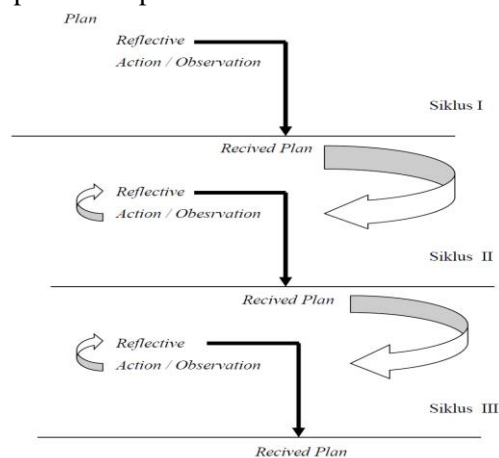 Plan
Reflective
Action / Observation
Siklus I
Recived Plan
Reflective
Action / Obesrvation
Siklus II
Recived Plan
Reflective
Action / Observation
Siklus III
Recived Plan